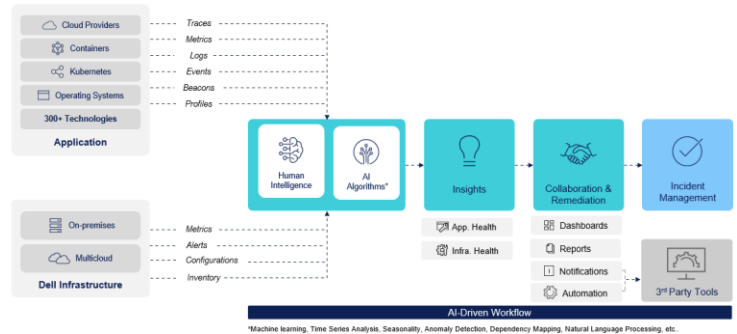 Cloud Providers
Containers
Kubernetes
Operating Systems
300+ Technologies
Application
Traces
Metrics
Logs
Events
Beacons
Profiles
On-premises
Multicloud
Dell Infrastructure
Metrics
Alerts
Configurations
Inventory
Human
Intelligence
AI
Algorithms*
Insights
App. Health
Infra. Health
Collaboration &
Remediation
Dashboards
Reports
Notifications
Automation
Incident
Management
3rd Party Tools
AI-Driven Workflow
*Machine learning, Time Series Analysis, Seasonality, Anomaly Detection, Dependency Mapping, Natural Language Processing, etc..